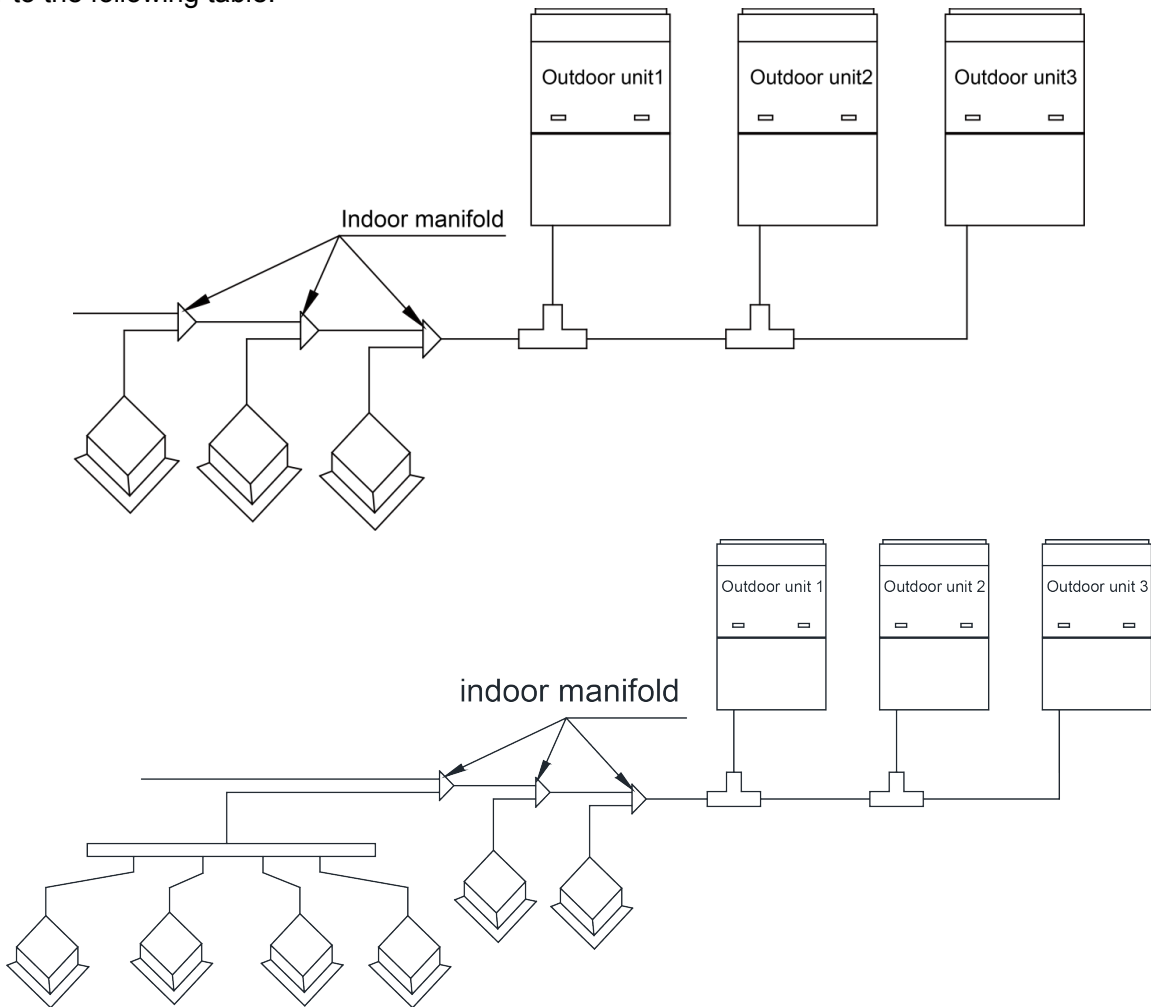 to the following table.
Outdoor unit1 Outdoor unit2 Outdoor unit3
Indoor manifold
Outdoor unit 1 Outdoor unit 2 Outdoor unit 3
indoor manifold